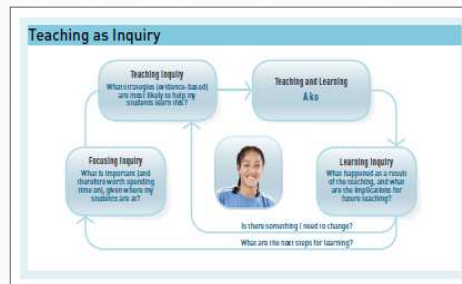 Teaching as Inquiry
Teaching Inquiry
What strategies (evidence-based)
are most likely to help my
students learn this?
Teaching and Learning
Ako
Focusing Inquiry
What is important (and
therefore worth spending
time on), given where my
students are at?
Learning Inquiry
What happened as a result
of the teaching, and what
are the implications for
future teaching?
Is there something I need to change?
What are the next steps for learning?